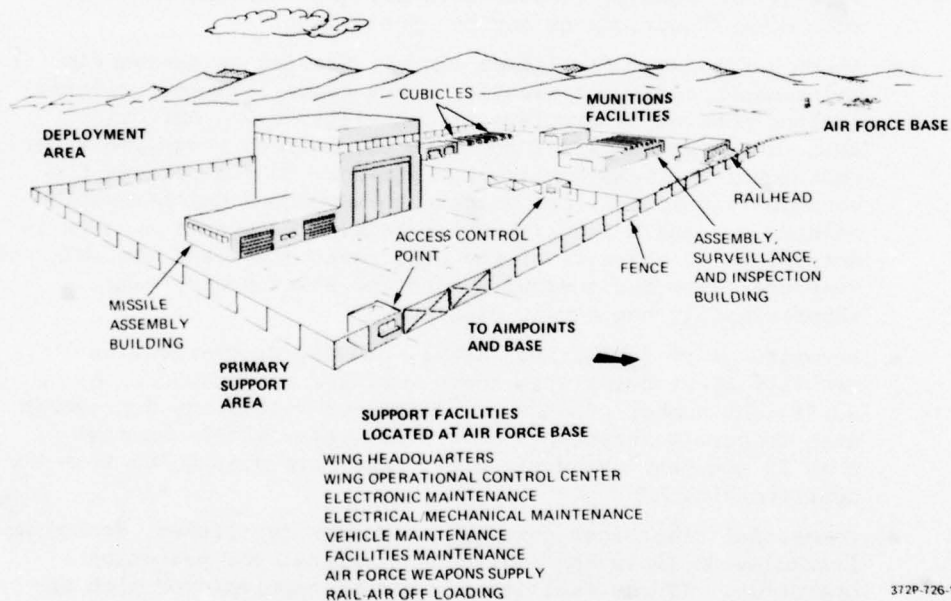 CUBICLES
MUNITIONS
FACILITIES
DEPLOYMENT
AREA
AIR FORCE BASE
RAILHEAD
ACCESS CONTROL
POINT
FENCE
ASSEMBLY,
SURVEILLANCE,
AND INSPECTION
BUILDING
MISSILE
ASSEMBLY
BUILDING
TO AIMPOINTS
AND BASE
PRIMARY
SUPPORT
AREA
SUPPORT FACILITIES
LOCATED AT AIR FORCE BASE
WING HEADQUARTERS
WING OPERATIONAL CONTROL CENTER
ELECTRONIC MAINTENANCE
ELECTRICAL/MECHANICAL MAINTENANCE
VEHICLE MAINTENANCE
FACILITIES MAINTENANCE
AIR FORCE WEAPONS SUPPLY
RAIL-AIR OFF LOADING
372P-726